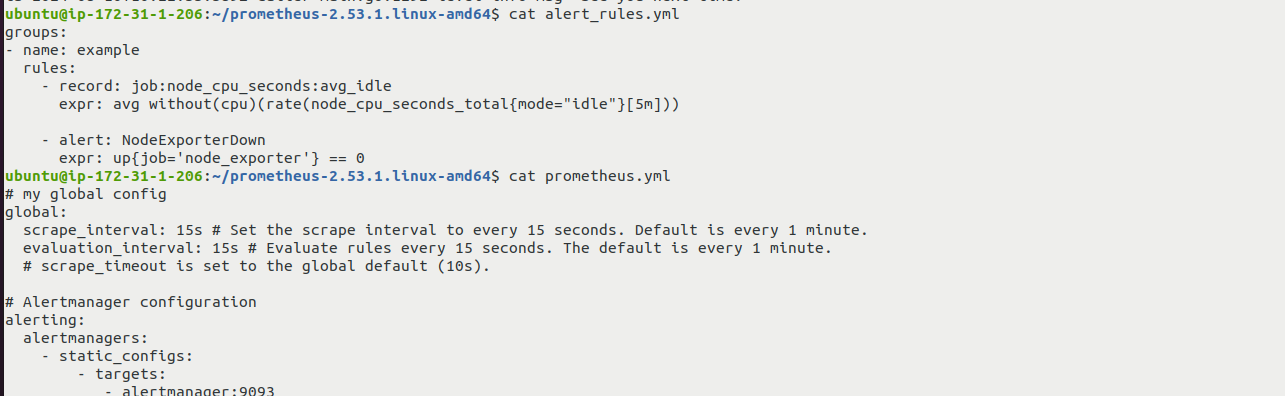 ubuntu@ip-172-31-1-206:~/prometheus-2.53.1.linux-amd64$ cat alert_rules.yml
groups:
- name: example
  rules:
    - record: job:node_cpu_seconds:avg_idle
      expr: avg without(cpu)(rate(node_cpu_seconds_total{mode="idle"}[5m]))
    - alert: NodeExporterDown
      expr: up{job='node_exporter'} == 0
ubuntu@ip-172-31-1-206:~/prometheus-2.53.1.linux-amd64$ cat prometheus.yml
# my global config
global:
  scrape_interval: 15s # Set the scrape interval to every 15 seconds. Default is every 1 minute.
  evaluation_interval: 15s # Evaluate rules every 15 seconds. The default is every 1 minute.
  # scrape_timeout is set to the global default (10s).
# Alertmanager configuration
alerting:
  alertmanagers:
    - static_configs:
        - targets:
           - alertmanager:9093